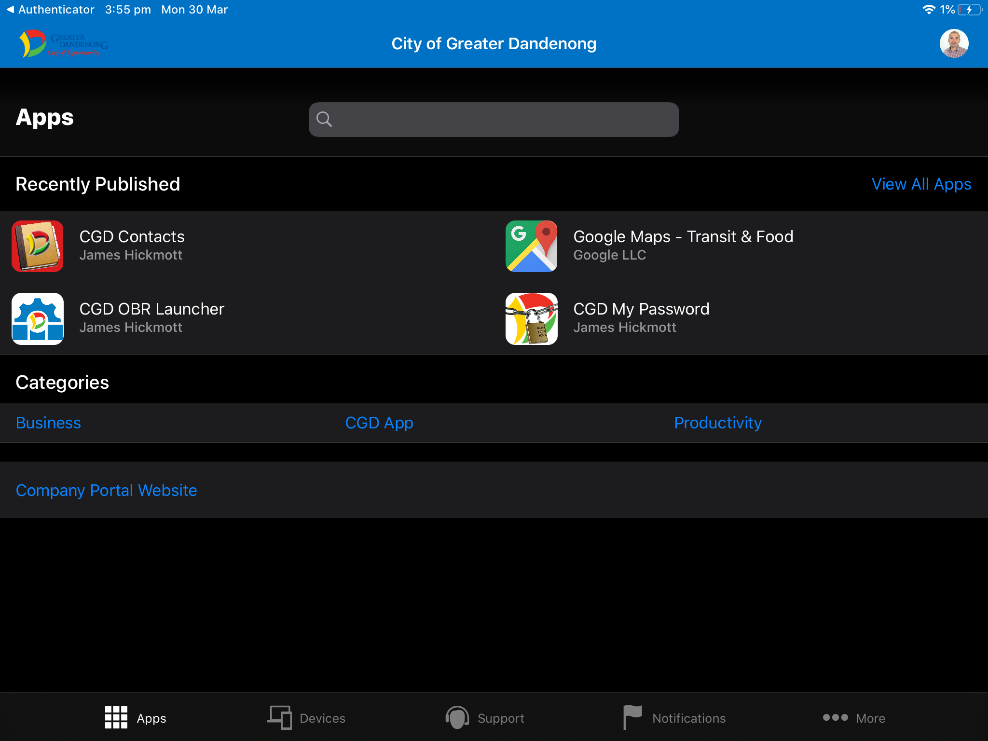 Authenticator 3:55 pm Mon 30 Mar 1%
GREATER
DANDENONG
City of Greater Dandenong
Apps
Recently Published
View All Apps
CGD Contacts
James Hickmott
Google Maps - Transit & Food
Google LLC
CGD OBR Launcher
James Hickmott
CGD My Password
James Hickmott
Categories
Business
CGD App
Productivity
Company Portal Website
Apps
Devices
Support
Notifications
More